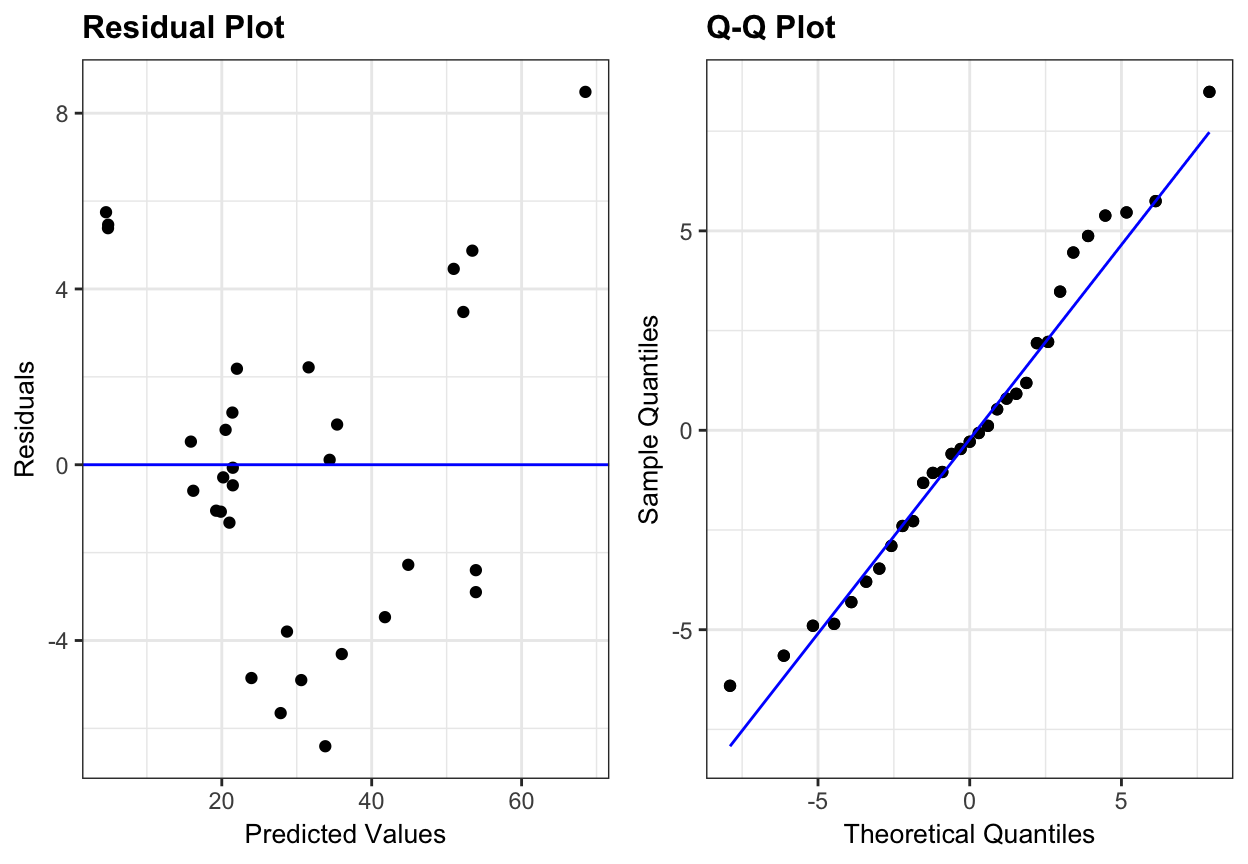 Residual Plot
8
4
0
-4
Residuals
20 40 60
Predicted Values
Q-Q Plot
5
0
-5
Sample Quantiles
-5 0 5
Theoretical Quantiles